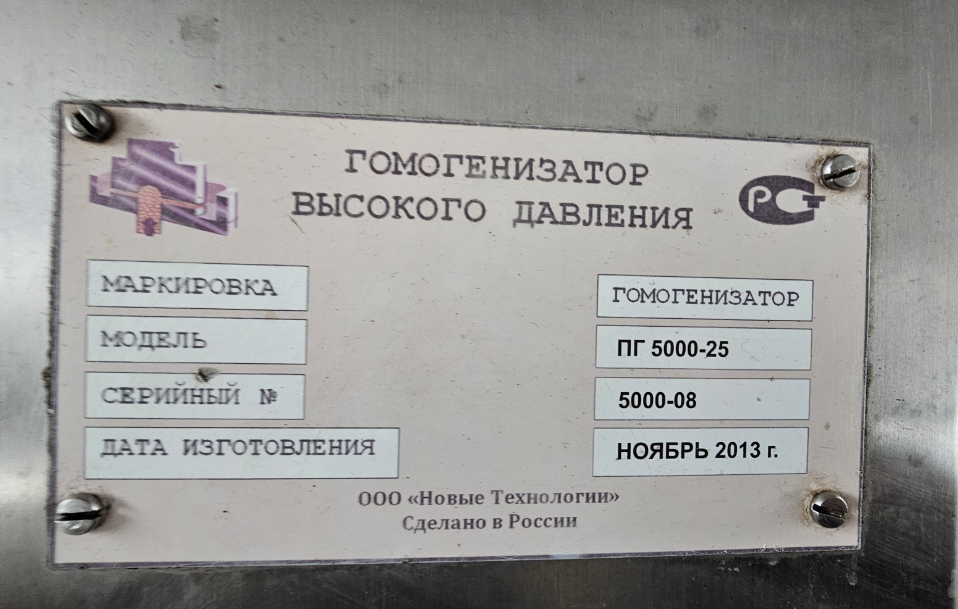 ГОМОГЕНИЗАТОР
ВЫСОКОГО ДАВЛЕНИЯ
РСТ
МАРКИРОВКА ГОМОГЕНИЗАТОР
МОДЕЛЬ ПГ 5000-25
СЕРИЙНЫЙ № 5000-08
ДАТА ИЗГОТОВЛЕНИЯ НОЯБРЬ 2013 г.
ООО «Новые Технологии»
Сделано в России